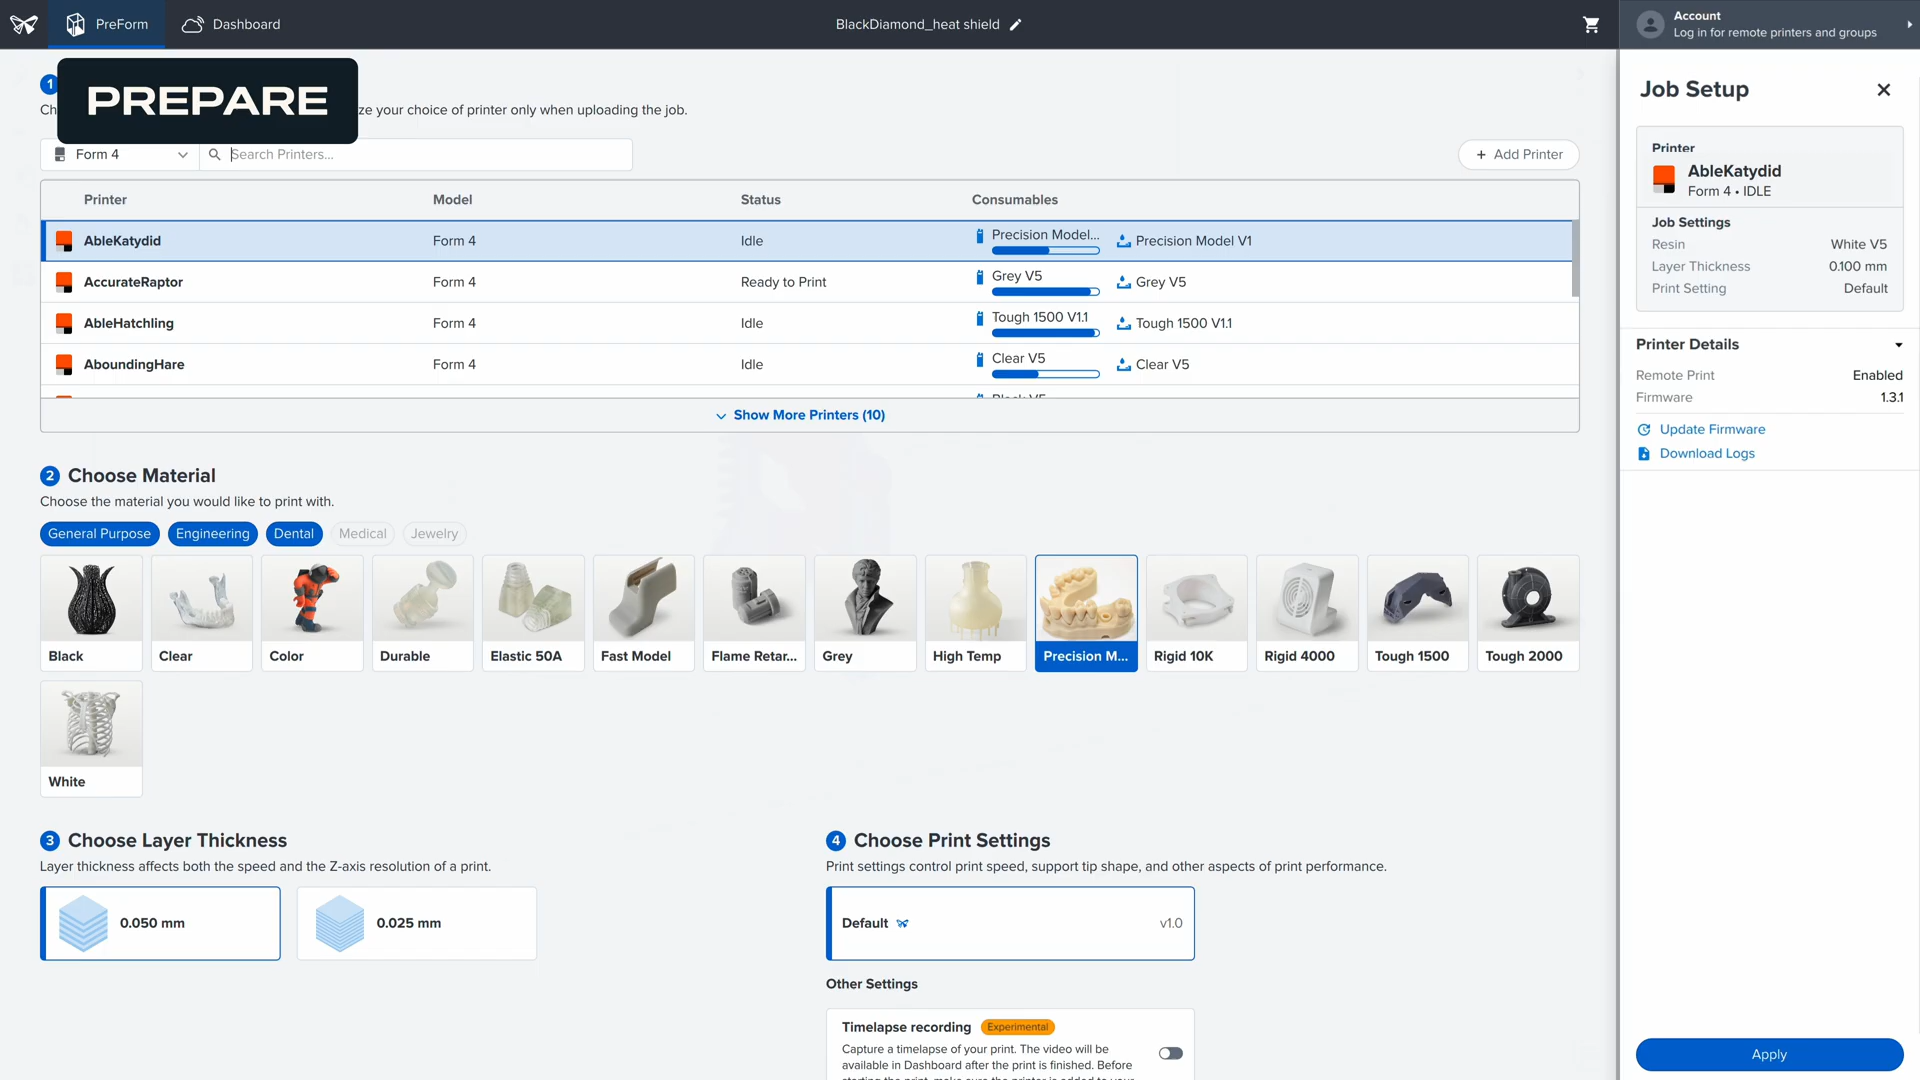 PreForm
Dashboard
BlackDiamond_heat shield
Account
Log in for remote printers and groups
1
PREPARE
Ch
ze your choice of printer only when uploading the job.
Form 4
Search Printers...
+ Add Printer
Printer Model Status Consumables
AbleKatydid Form 4 Idle Precision Model... Precision Model V1
AccurateRaptor Form 4 Ready to Print Grey V5 Grey V5
AbleHatchling Form 4 Idle Tough 1500 V1.1 Tough 1500 V1.1
AboundingHare Form 4 Idle Clear V5 Clear V5
Show More Printers (10)
2 Choose Material
Choose the material you would like to print with.
General Purpose Engineering Dental Medical Jewelry
Black Clear Color Durable Elastic 50A Fast Model Flame Retar... Grey High Temp Precision M... Rigid 10K Rigid 4000 Tough 1500 Tough 2000
White
3 Choose Layer Thickness
Layer thickness affects both the speed and the Z-axis resolution of a print.
0.050 mm
0.025 mm
4 Choose Print Settings
Print settings control print speed, support tip shape, and other aspects of print performance.
Default v1.0
Other Settings
Timelapse recording Experimental
Capture a timelapse of your print. The video will be
available in Dashboard after the print is finished. Before
Job Setup
Printer
AbleKatydid
Form 4 • IDLE
Job Settings
Resin White V5
Layer Thickness 0.100 mm
Print Setting Default
Printer Details
Remote Print Enabled
Firmware 1.3.1
Update Firmware
Download Logs
Apply